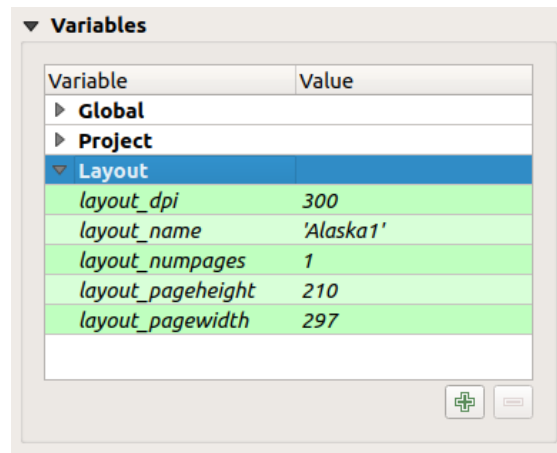 Variables
Variable Value
Global
Project
Layout
layout_dpi 300
layout_name 'Alaska1'
layout_numpages 1
layout_pageheight 210
layout_pagewidth 297